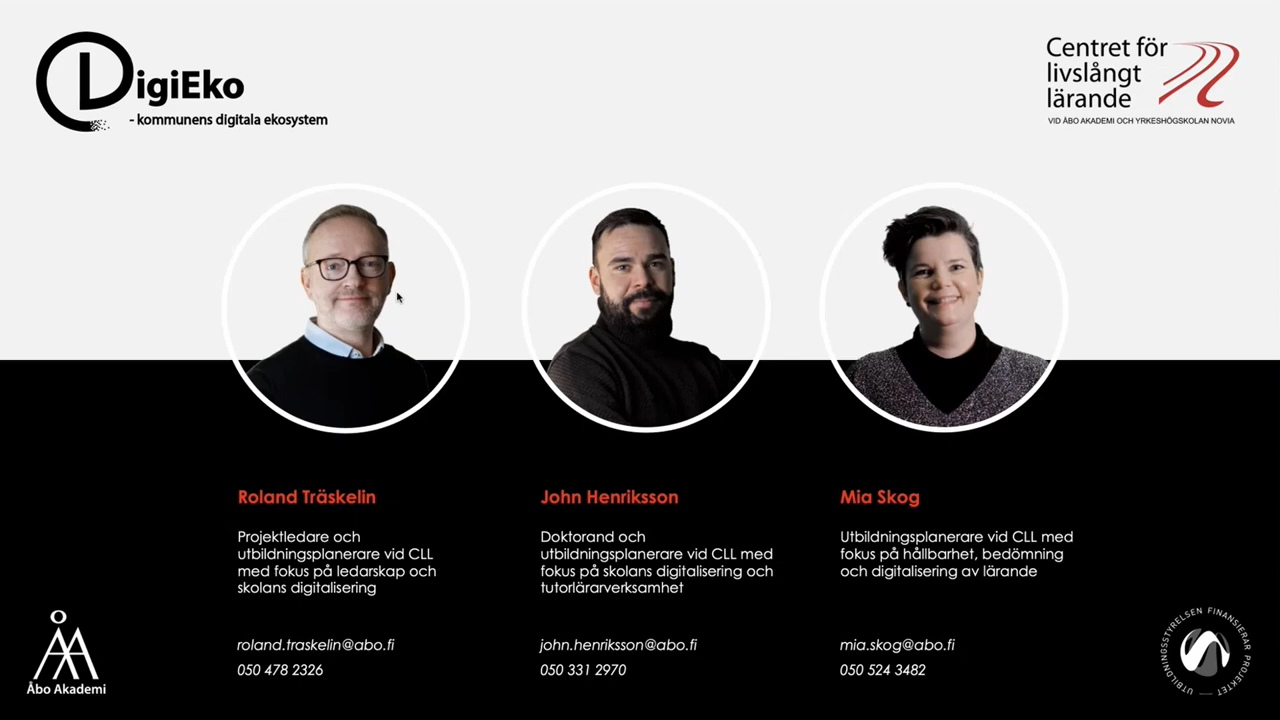 DigiEko
- kommunens digitala ekosystem
Centret för
livslångt
lärande
VID ÅBO AKADEMI OCH YRKESHÖGSKOLAN NOVIA
Roland Träskelin
Projektledare och
utbildningsplanerare vid CLL
med fokus på ledarskap och
skolans digitalisering
roland.traskelin@abo.fi
050 478 2326
John Henriksson
Doktorand och
utbildningsplanerare vid CLL med
fokus på skolans digitalisering och
tutorlärarverksamhet
john.henriksson@abo.fi
050 331 2970
Mia Skog
Utbildningsplanerare vid CLL med
fokus på hållbarhet, bedömning
och digitalisering av lärande
mia.skog@abo.fi
050 524 3482
Åbo Akademi
UTBILDNINGSSTYRELSEN FINANSIERAR PROJEKTET